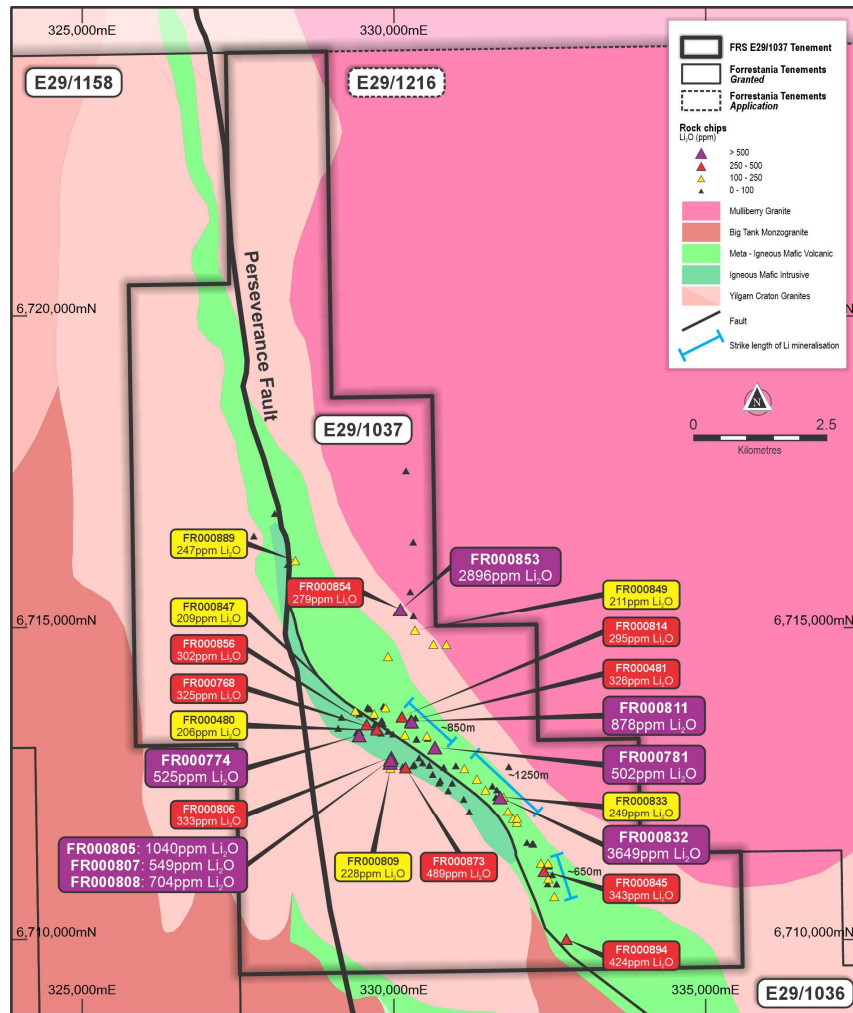 325,000mE
330,000mE
E29/1158
E29/1216
FRS E29/1037 Tenement
Forrestania Tenements
Granted
Forrestania Tenements
Application
Rock chips
Li₂O (ppm)
> 500
250 - 500
100 - 250
0 - 100
Mulliberry Granite
Big Tank Monzogranite
Meta - Igneous Mafic Volcanic
Igneous Mafic Intrusive
Yilgarn Craton Granites
Fault
Strike length of Li mineralisation
6,720,000mN
6,720,000mN
Perseverance Fault
N
0
2.5
Kilometres
E29/1037
FR000889
247ppm Li₂O
FR000853
2896ppm Li₂O
FR000854
279ppm Li₂O
FR000849
211ppm Li₂O
FR000847
209ppm Li₂O
6,715,000mN
6,715,000mN
FR000814
295ppm Li₂O
FR000856
302ppm Li₂O
FR000481
326ppm Li₂O
FR000768
325ppm Li₂O
FR000811
878ppm Li₂O
FR000480
206ppm Li₂O
~850m
FR000774
525ppm Li₂O
FR000781
502ppm Li₂O
~1250m
FR000806
333ppm Li₂O
FR000833
249ppm Li₂O
FR000832
3649ppm Li₂O
FR000805: 1040ppm Li₂O
FR000807: 549ppm Li₂O
FR000808: 704ppm Li₂O
FR000809
228ppm Li₂O
FR000873
489ppm Li₂O
~650m
FR000845
343ppm Li₂O
FR000894
424ppm Li₂O
6,710,000mN
6,710,000mN
325,000mE
330,000mE
335,000mE
E29/1036